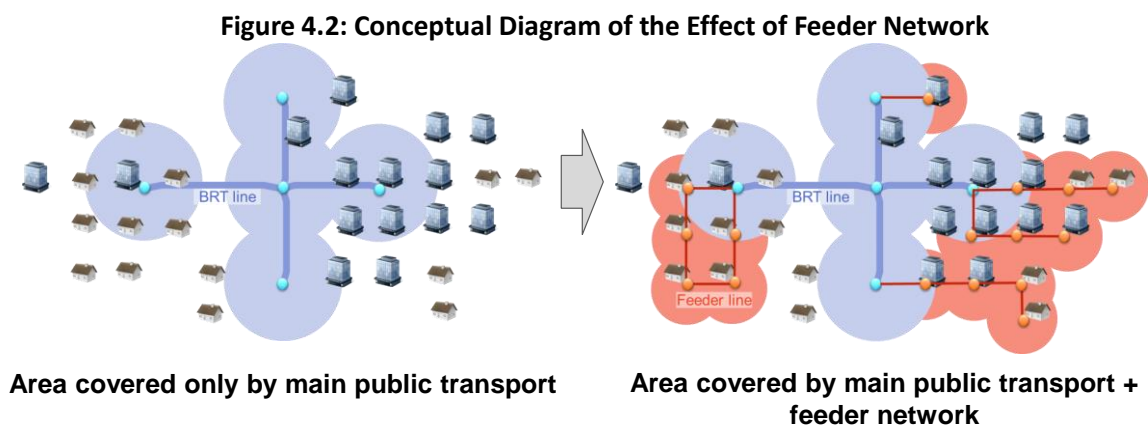 Figure 4.2: Conceptual Diagram of the Effect of Feeder Network
BRT line
BRT line
Feeder line
Area covered only by main public transport
Area covered by main public transport +
feeder network